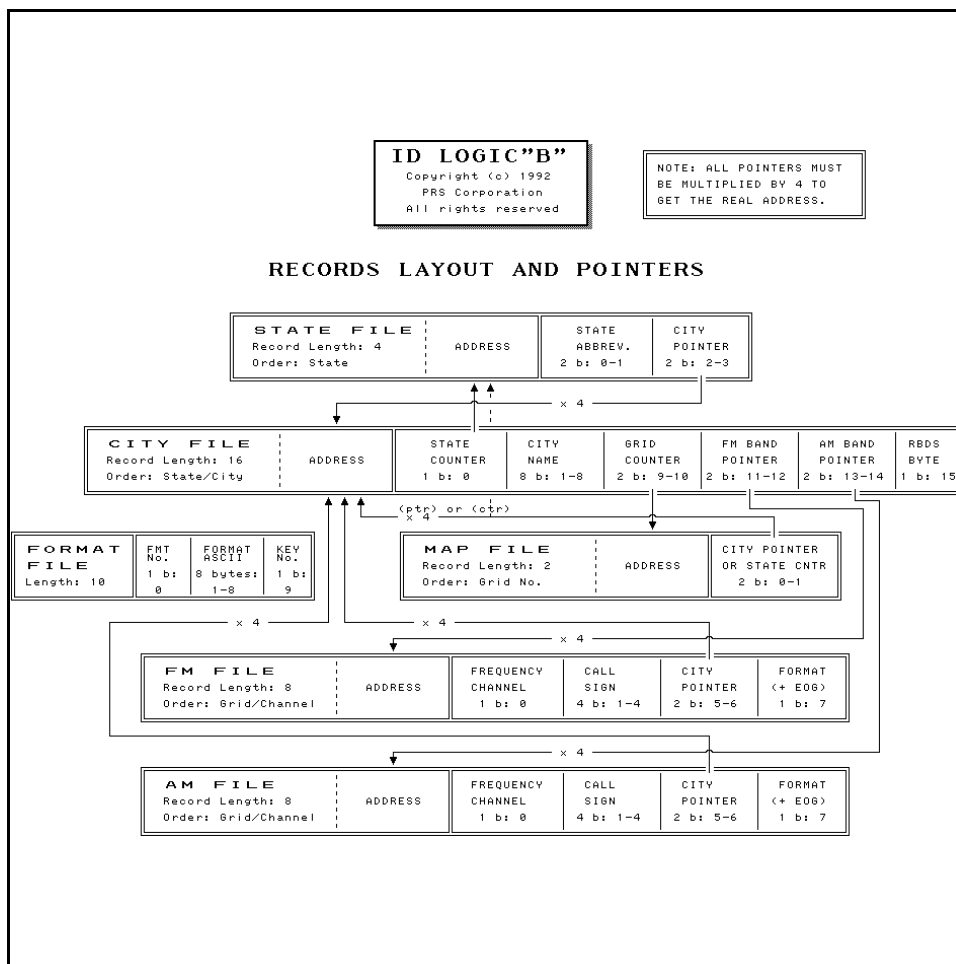 ID LOGIC"B"
Copyright (c) 1992
PRS Corporation
All rights reserved
NOTE: ALL POINTERS MUST
BE MULTIPLIED BY 4 TO
GET THE REAL ADDRESS.
RECORDS LAYOUT AND POINTERS
STATE FILE
Record Length: 4
Order: State
ADDRESS
STATE
ABBREV.
2 b: 0-1
CITY
POINTER
2 b: 2-3
x 4
CITY FILE
Record Length: 16
Order: State/City
ADDRESS
STATE
COUNTER
1 b: 0
CITY
NAME
8 b: 1-8
GRID
COUNTER
2 b: 9-10
FM BAND
POINTER
2 b: 11-12
AM BAND
POINTER
2 b: 13-14
RBDS
BYTE
1 b: 15
(ptr) or (ctr)
x 4
FORMAT
FILE
Length: 10
FMT
No.
1 b:
0
FORMAT
ASCII
8 bytes:
1-8
KEY
No.
1 b:
9
MAP FILE
Record Length: 2
Order: Grid No.
ADDRESS
CITY POINTER
OR STATE CNTR
2 b: 0-1
x 4
x 4
x 4
FM FILE
Record Length: 8
Order: Grid/Channel
ADDRESS
FREQUENCY
CHANNEL
1 b: 0
CALL
SIGN
4 b: 1-4
CITY
POINTER
2 b: 5-6
FORMAT
(+ EOG)
1 b: 7
x 4
AM FILE
Record Length: 8
Order: Grid/Channel
ADDRESS
FREQUENCY
CHANNEL
1 b: 0
CALL
SIGN
4 b: 1-4
CITY
POINTER
2 b: 5-6
FORMAT
(+ EOG)
1 b: 7